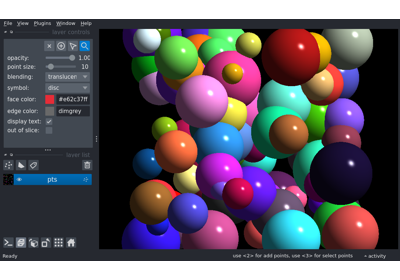 File View Plugins Window Help
layer controls
opacity: 1.00
point size: 10
blending: translucen
symbol: disc
face color: #e62c37ff
edge color: dimgrey
display text:
out of slice:
layer list
pts
Ready use <2> for add points, use <3> for select points activity